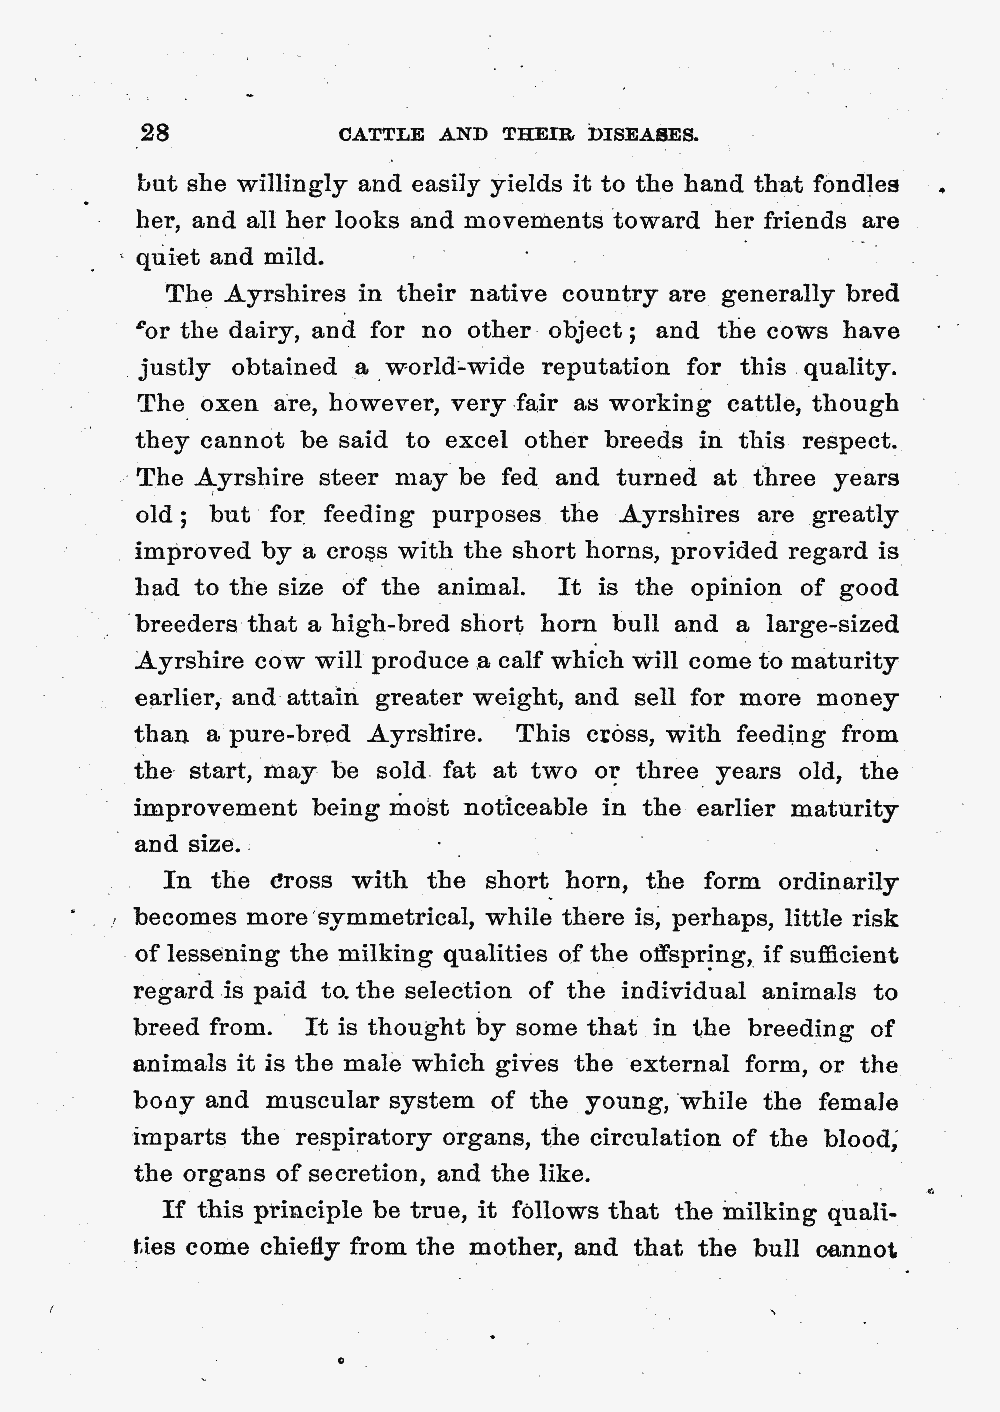 28 CATTLE AND THEIR DISEASES.
but she willingly and easily yields it to the hand that fondles
her, and all her looks and movements toward her friends are
quiet and mild.
The Ayrshires in their native country are generally bred
for the dairy, and for no other object; and the cows have
justly obtained a world-wide reputation for this quality.
The oxen are, however, very fair as working cattle, though
they cannot be said to excel other breeds in this respect.
The Ayrshire steer may be fed and turned at three years
old; but for feeding purposes the Ayrshires are greatly
improved by a cross with the short horns, provided regard is
had to the size of the animal. It is the opinion of good
breeders that a high-bred short horn bull and a large-sized
Ayrshire cow will produce a calf which will come to maturity
earlier, and attain greater weight, and sell for more money
than a pure-bred Ayrshire. This cross, with feeding from
the start, may be sold fat at two or three years old, the
improvement being most noticeable in the earlier maturity
and size.
In the cross with the short horn, the form ordinarily
becomes more symmetrical, while there is, perhaps, little risk
of lessening the milking qualities of the offspring, if sufficient
regard is paid to the selection of the individual animals to
breed from. It is thought by some that in the breeding of
animals it is the male which gives the external form, or the
bony and muscular system of the young, while the female
imparts the respiratory organs, the circulation of the blood,
the organs of secretion, and the like.
If this principle be true, it follows that the milking quali-
ties come chiefly from the mother, and that the bull cannot